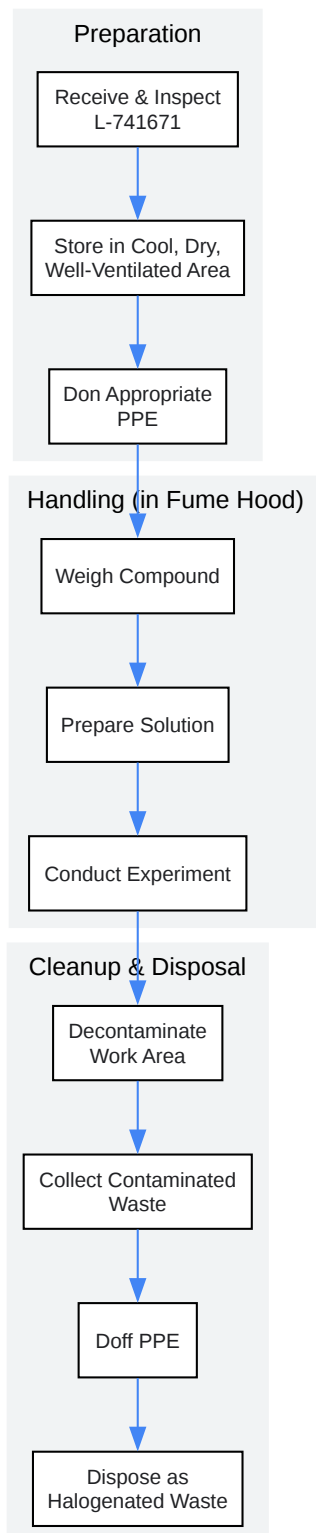 Preparation
Receive & Inspect
L-741671
Store in Cool, Dry,
Well-Ventilated Area
Don Appropriate
PPE
Handling (in Fume Hood)
Weigh Compound
Prepare Solution
Conduct Experiment
Cleanup & Disposal
Decontaminate
Work Area
Collect Contaminated
Waste
Doff PPE
Dispose as
Halogenated Waste